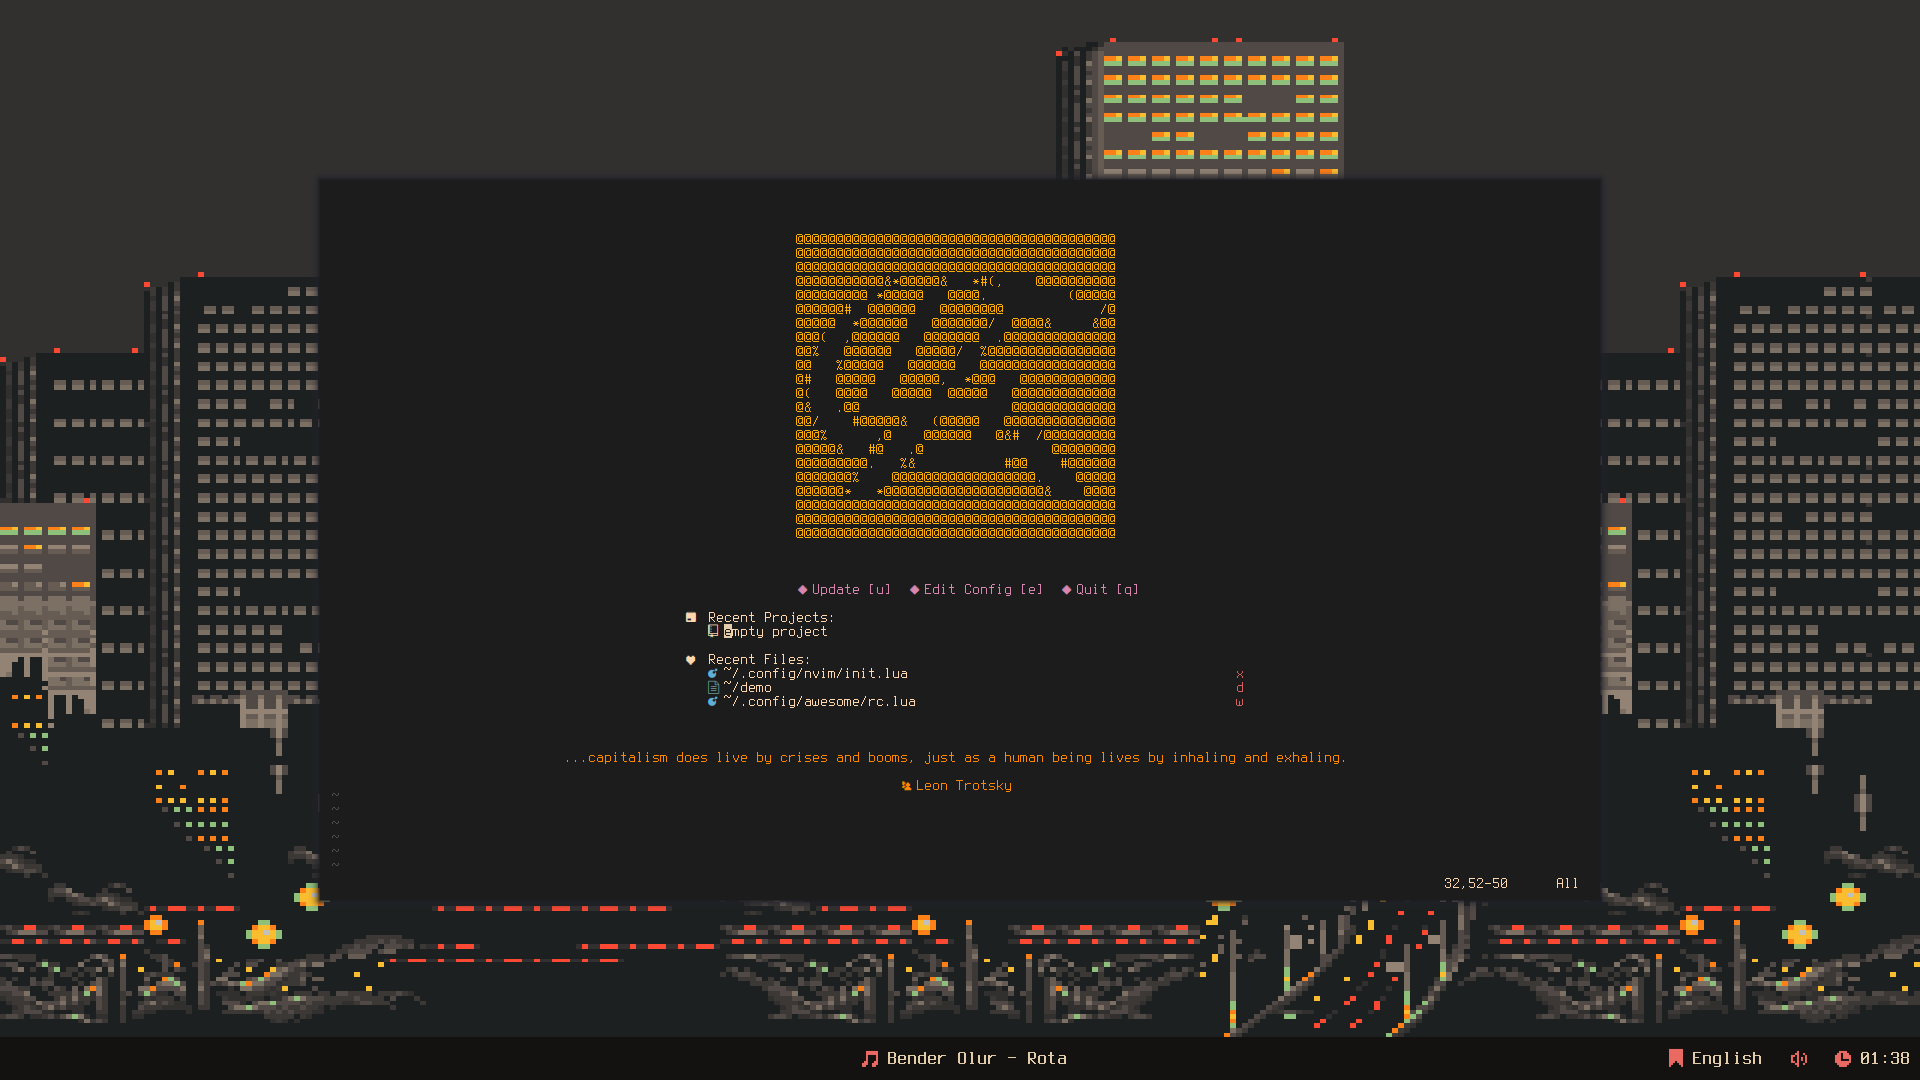 Update [u] Edit Config [e] Quit [q]
Recent Projects:
empty project
Recent Files:
~/.config/nvim/init.lua x
~/demo d
~/.config/awesome/rc.lua w
...capitalism does live by crises and booms, just as a human being lives by inhaling and exhaling.
Leon Trotsky
~
~
~
~
~
~
32,52-50 All
Bender Olur - Rota
English
01:38